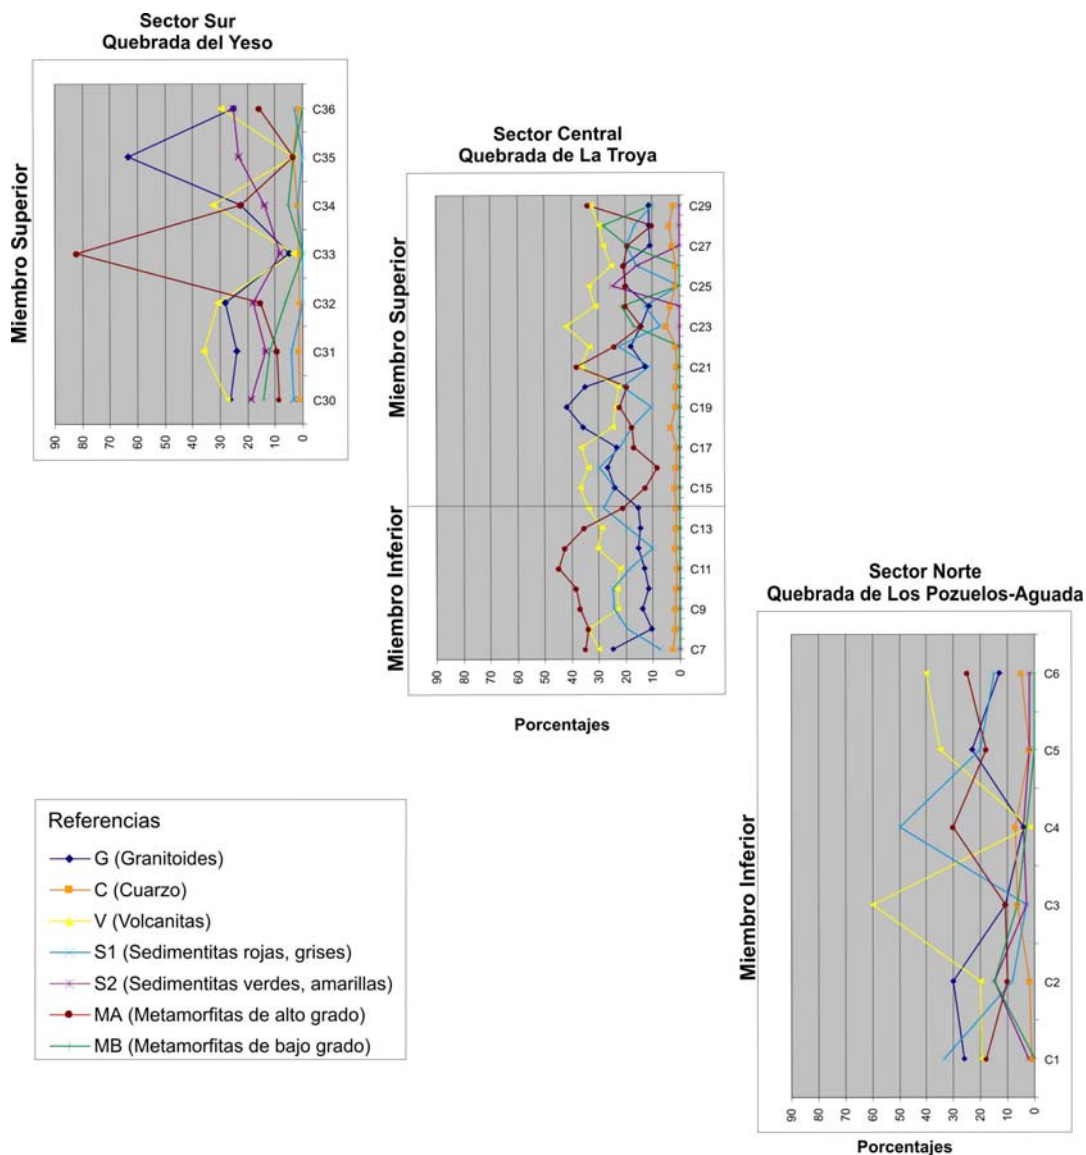 Sector Sur
Quebrada del Yeso
Miembro Superior
C36
C35
C34
C33
C32
C31
C30
90 80 70 60 50 40 30 20 10 0
Sector Central
Quebrada de La Troya
Miembro Superior
Miembro Inferior
C29
C27
C25
C23
C21
C19
C17
C15
C13
C11
C9
C7
90 80 70 60 50 40 30 20 10 0
Porcentajes
Sector Norte
Quebrada de Los Pozuelos-Aguada
Miembro Inferior
C6
C5
C4
C3
C2
C1
90 80 70 60 50 40 30 20 10 0
Porcentajes
Referencias
G (Granitoides)
C (Cuarzo)
V (Volcanitas)
S1 (Sedimentitas rojas, grises)
S2 (Sedimentitas verdes, amarillas)
MA (Metamorfitas de alto grado)
MB (Metamorfitas de bajo grado)